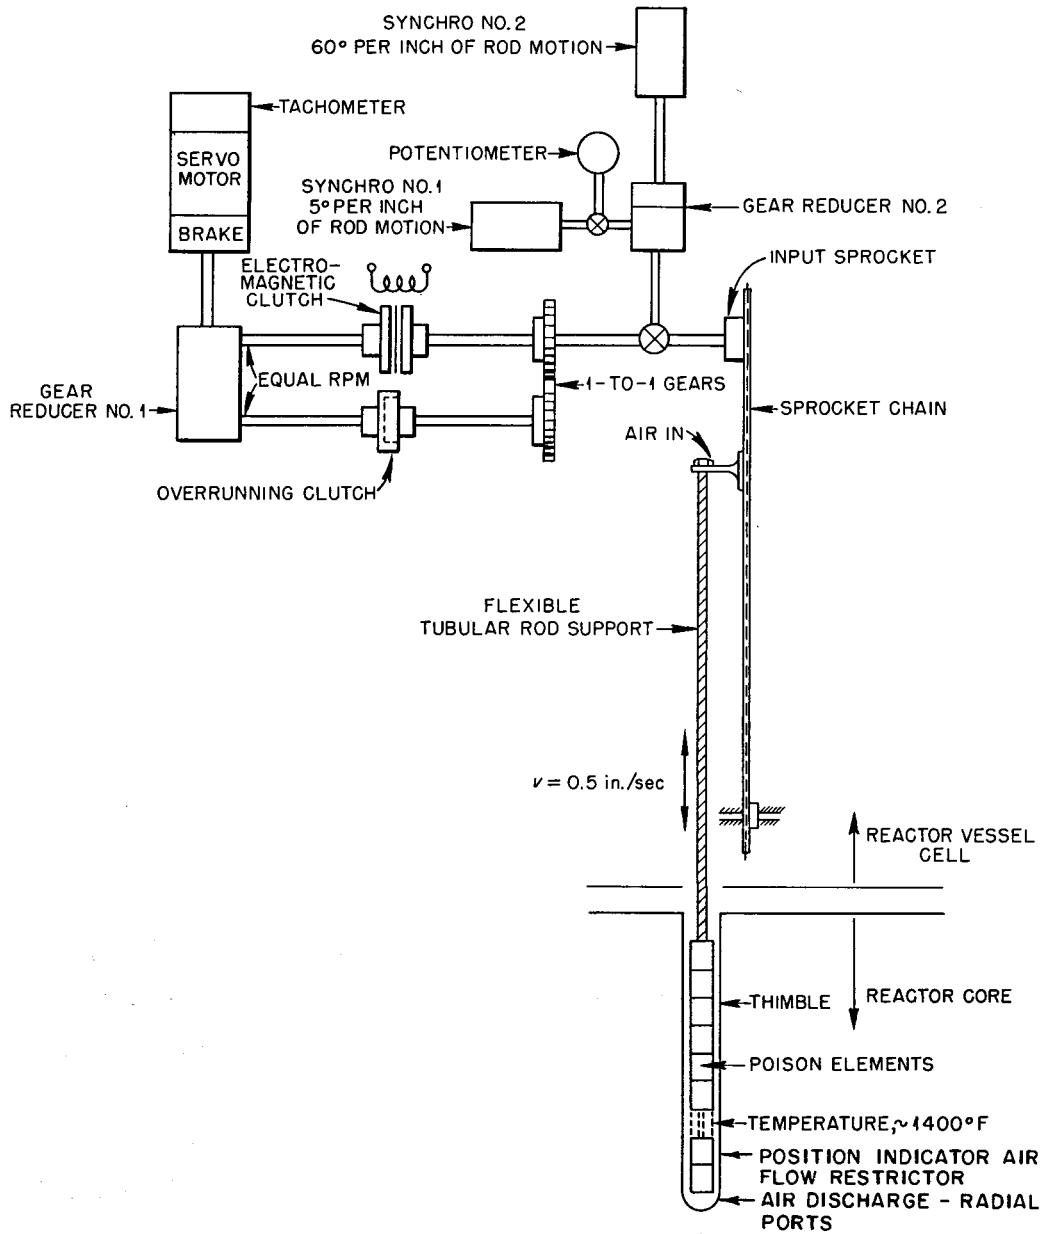 SYNCHRO NO. 2
60° PER INCH OF ROD MOTION
TACHOMETER
SERVO
MOTOR
BRAKE
POTENTIOMETER
SYNCHRO NO. 1
5° PER INCH
OF ROD MOTION
GEAR REDUCER NO. 2
INPUT SPROCKET
ELECTRO-
MAGNETIC
CLUTCH
EQUAL RPM
GEAR
REDUCER NO. 1
1-TO-1 GEARS
SPROCKET CHAIN
AIR IN
OVERRUNNING CLUTCH
FLEXIBLE
TUBULAR ROD SUPPORT
v = 0.5 in./sec
REACTOR VESSEL
CELL
THIMBLE
REACTOR CORE
POISON ELEMENTS
TEMPERATURE,~1400°F
POSITION INDICATOR AIR
FLOW RESTRICTOR
AIR DISCHARGE - RADIAL
PORTS